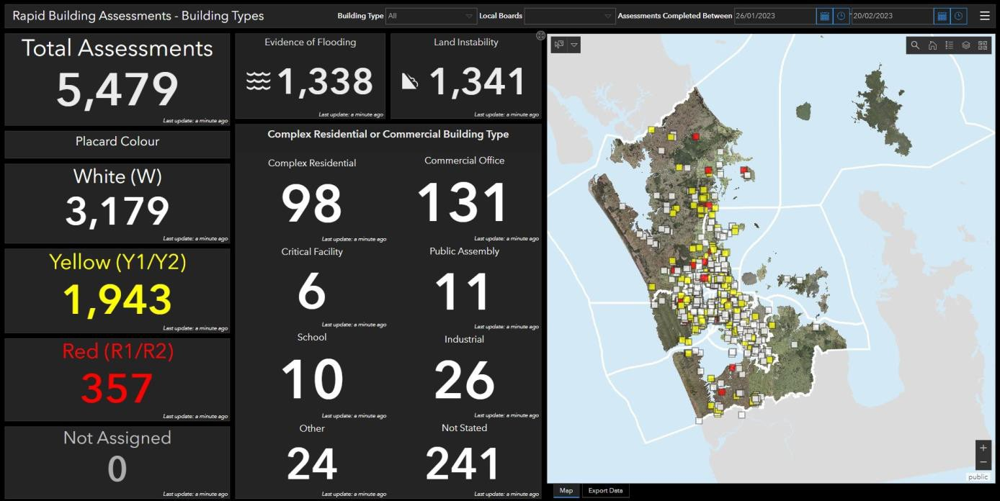 Rapid Building Assessments - Building Types
Building Type All Local Boards Assessments Completed Between 26/01/2023 - 20/02/2023
Total Assessments
5,479
Last update: a minute ago
Placard Colour
White (W)
3,179
Last update: a minute ago
Yellow (Y1/Y2)
1,943
Last update: a minute ago
Red (R1/R2)
357
Last update: a minute ago
Not Assigned
0
Last update: a minute ago
Evidence of Flooding
1,338
Last update: a minute ago
Land Instability
1,341
Last update: a minute ago
Complex Residential or Commercial Building Type
Complex Residential
98
Last update: a minute ago
Commercial Office
131
Last update: a minute ago
Critical Facility
6
Last update: a minute ago
Public Assembly
11
Last update: a minute ago
School
10
Last update: a minute ago
Industrial
26
Last update: a minute ago
Other
24
Last update: a minute ago
Not Stated
241
Last update: a minute ago
+
−
public
Map
Export Data